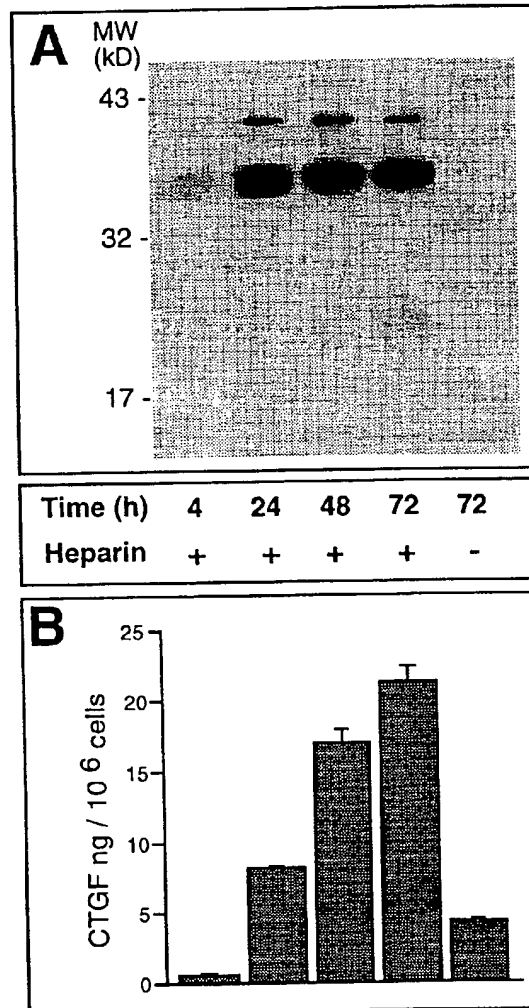 A
MW
(kD)
43 -
32 -
17 -
Time (h) 4 24 48 72 72
Heparin + + + + -
B
CTGF ng / 10 6 cells
25
20
15
10
5
0